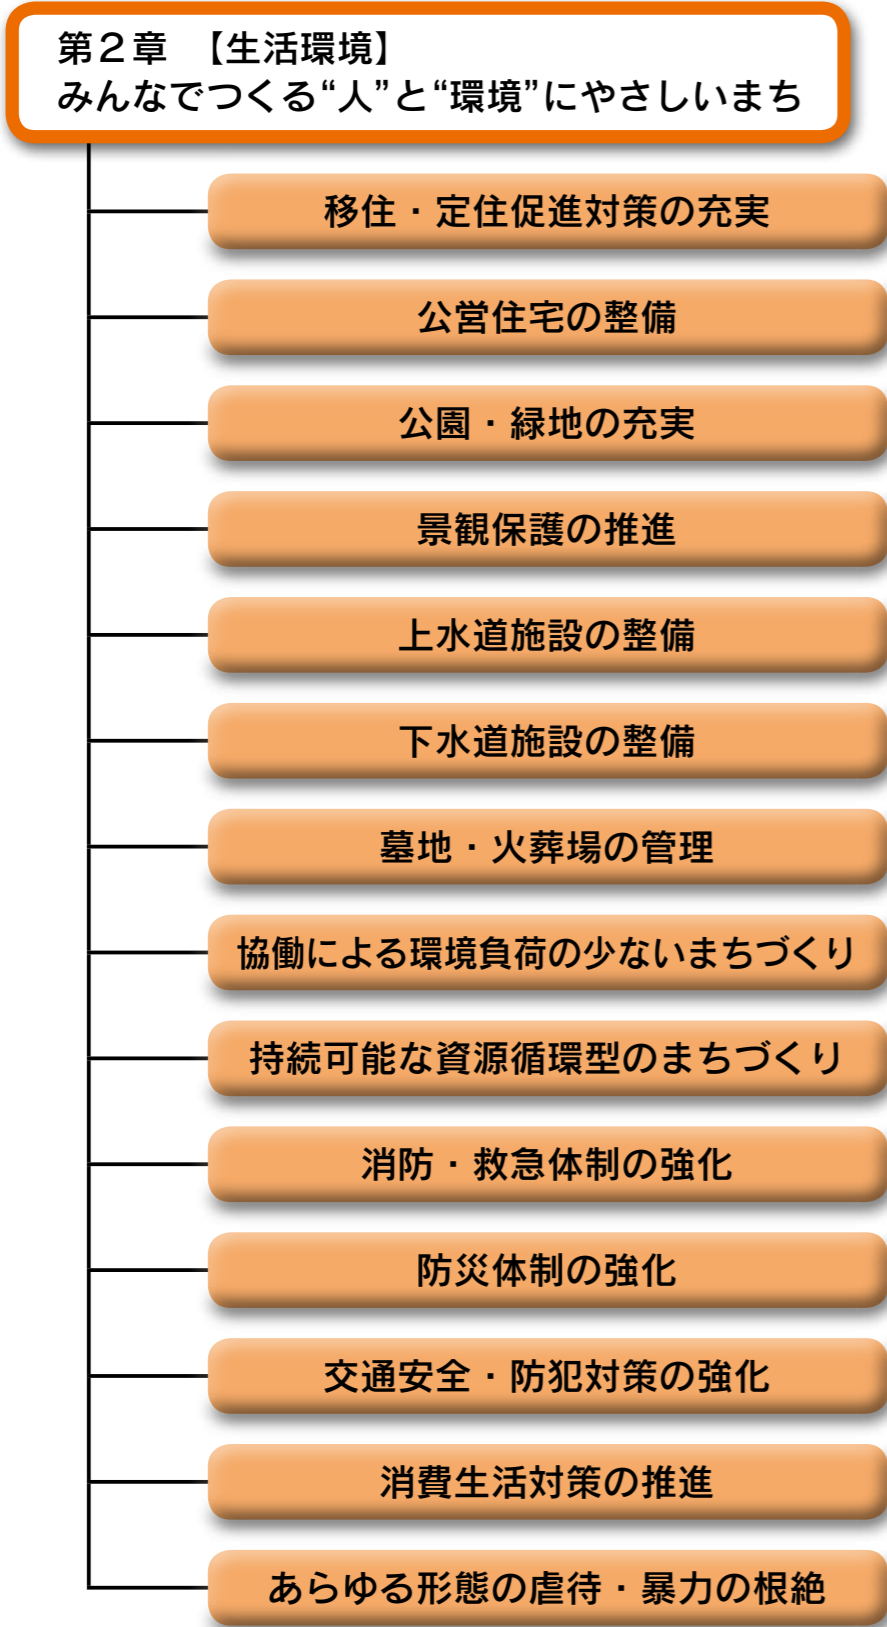 第２章　【生活環境】
みんなでつくる“人”と“環境”にやさしいまち
移住・定住促進対策の充実
公営住宅の整備
公園・緑地の充実
景観保護の推進
上水道施設の整備
下水道施設の整備
墓地・火葬場の管理
協働による環境負荷の少ないまちづくり
持続可能な資源循環型のまちづくり
消防・救急体制の強化
防災体制の強化
交通安全・防犯対策の強化
消費生活対策の推進
あらゆる形態の虐待・暴力の根絶